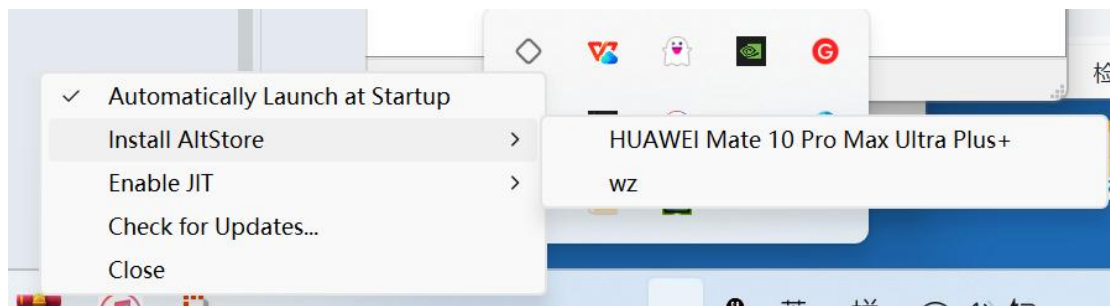 检
Automatically Launch at Startup
Install AltStore
HUAWEI Mate 10 Pro Max Ultra Plus+
Enable JIT
wz
Check for Updates...
Close